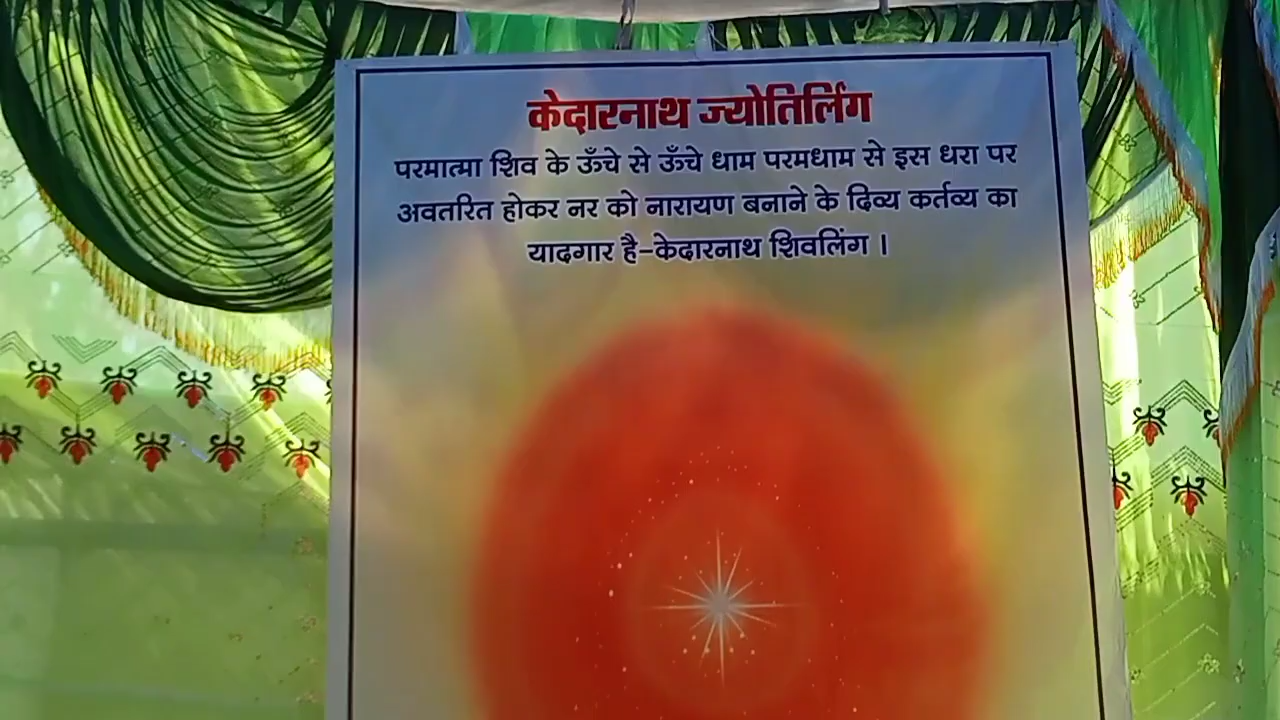 केदारनाथ ज्योतिर्लिंग
परमात्मा शिव के ऊँचे से ऊँचे धाम परमधाम से इस धरा पर
अवतरित होकर नर को नारायण बनाने के दिव्य कर्तव्य का
यादगार है-केदारनाथ शिवलिंग ।